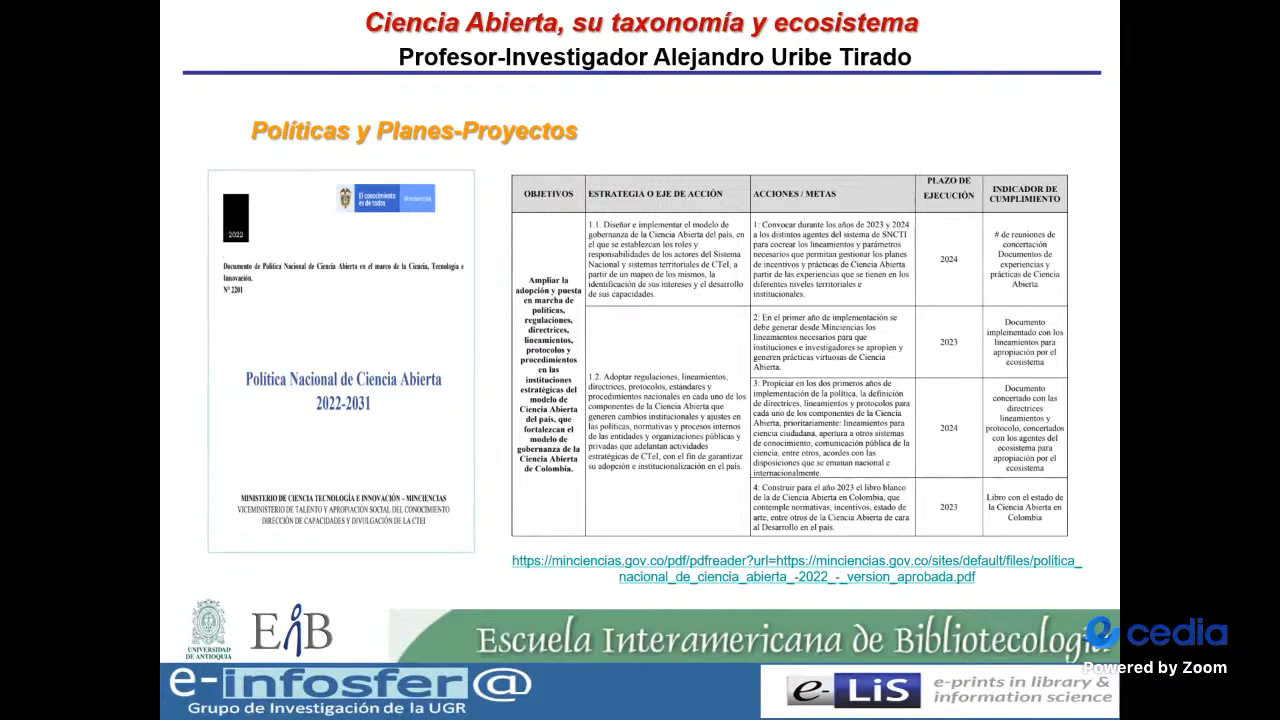 Ciencia Abierta, su taxonomía y ecosistema
Profesor-Investigador Alejandro Uribe Tirado
Políticas y Planes-Proyectos
El conocimiento
es de todos
Minciencias
2022
Documento de Política Nacional de Ciencia Abierta en el marco de la Ciencia, Tecnología e
Innovación.
N° 2201
Política Nacional de Ciencia Abierta
2022-2031
MINISTERIO DE CIENCIA TECNOLOGÍA E INNOVACIÓN – MINCIENCIAS
VICEMINISTERIO DE TALENTO Y APROPIACIÓN SOCIAL DEL CONOCIMIENTO
DIRECCIÓN DE CAPACIDADES Y DIVULGACIÓN DE LA CTEI
OBJETIVOS
ESTRATEGIA O EJE DE ACCIÓN
ACCIONES / METAS
PLAZO DE
EJECUCIÓN
INDICADOR DE
CUMPLIMIENTO
Ampliar la
adopción y puesta
en marcha de
políticas,
regulaciones,
directrices,
lineamientos,
protocolos y
procedimientos
en las
instituciones
estratégicas del
modelo de
Ciencia Abierta
del país, que
fortalezcan el
modelo de
gobernanza de la
Ciencia Abierta
de Colombia.
1.1. Diseñar e implementar el modelo de
gobernanza de la Ciencia Abierta del país, en
el que se establezcan los roles y
responsabilidades de los actores del Sistema
Nacional y sistemas territoriales de CTeI, a
partir de un mapeo de los mismos, la
identificación de sus intereses y el desarrollo
de sus capacidades.
1: Convocar durante los años de 2023 y 2024
a los distintos agentes del sistema de SNCTI
para cocrear los lineamientos y parámetros
necesarios que permitan gestionar los planes
de incentivos y prácticas de Ciencia Abierta
partir de las experiencias que se tienen en los
diferentes niveles territoriales e
institucionales.
2024
# de reuniones de
concertación
Documentos de
experiencias y
prácticas de Ciencia
Abierta
1.2. Adoptar regulaciones, lineamientos,
directrices, protocolos, estándares y
procedimientos nacionales en cada uno de los
componentes de la Ciencia Abierta que
generen cambios institucionales y ajustes en
las políticas, normativas y procesos internos
de las entidades y organizaciones públicas y
privadas que adelantan actividades
estratégicas de CTeI, con el fin de garantizar
su adopción e institucionalización en el país.
2: En el primer año de implementación se
debe generar desde Minciencias los
lineamientos necesarios para que
instituciones e investigadores se apropien y
generen prácticas virtuosas de Ciencia
Abierta.
2023
Documento
implementado con los
lineamientos para
apropiación por el
ecosistema
3: Propiciar en los dos primeros años de
implementación de la política, la definición
de directrices, lineamientos y protocolos para
cada uno de los componentes de la Ciencia
Abierta, prioritariamente: lineamientos para
ciencia ciudadana, apertura a otros sistemas
de conocimiento, comunicación pública de la
ciencia, entre otros, acordes con las
disposiciones que se emanan nacional e
internacionalmente.
2024
Documento
concertado con las
directrices
lineamientos y
protocolo, concertados
con los agentes del
ecosistema para
apropiación por el
ecosistema
4: Construir para el año 2023 el libro blanco
de la de Ciencia Abierta en Colombia, que
contemple normativas, incentivos, estado de
arte, entre otros de la Ciencia Abierta de cara
al Desarrollo en el país.
2023
Libro con el estado de
la Ciencia Abierta en
Colombia
https://minciencias.gov.co/pdf/pdfreader?url=https://minciencias.gov.co/sites/default/files/politica_
nacional_de_ciencia_abierta_-2022_-_version_aprobada.pdf
UNIVERSIDAD
DE ANTIOQUIA
EiB
Escuela Interamericana de Bibliotecología
cedia
Powered by Zoom
e-infosfer@
Grupo de Investigación de la UGR
e-LiS
e-prints in library &
information science